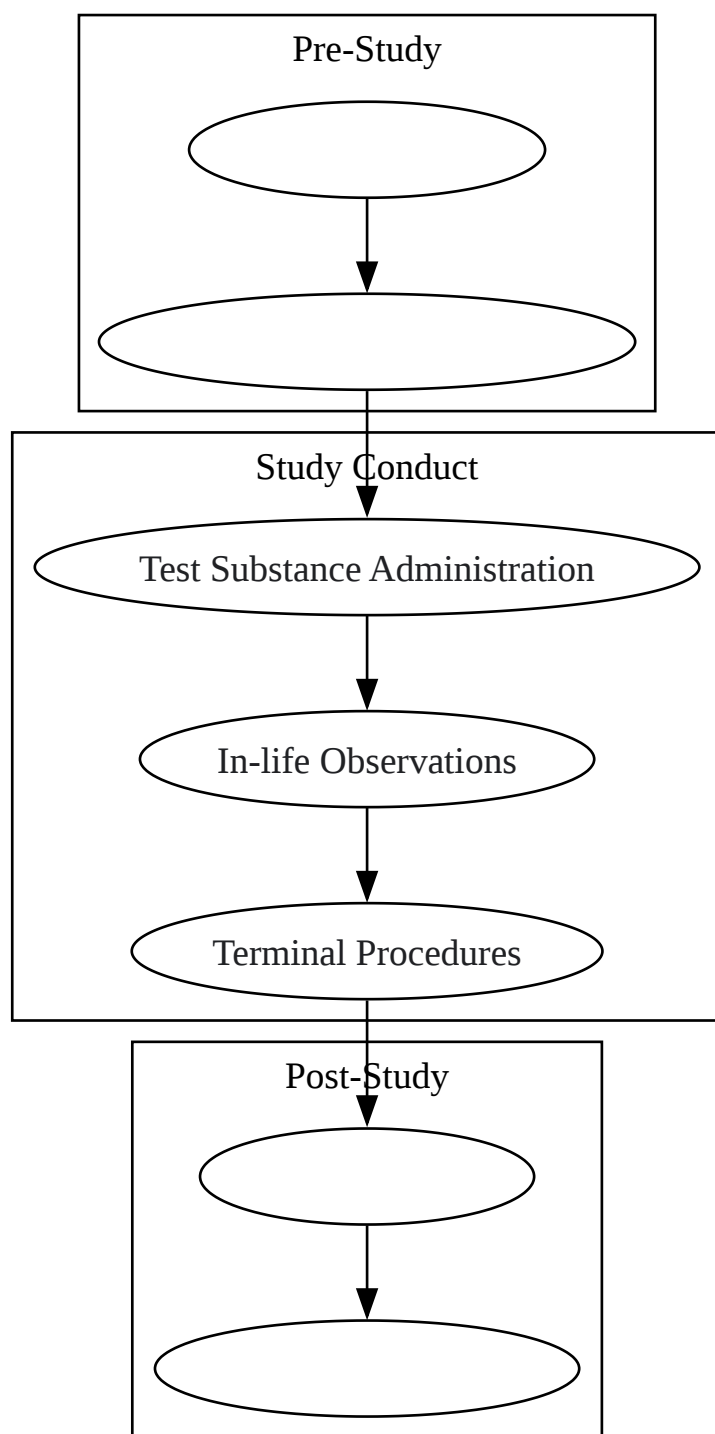 Pre-Study
Study Conduct
Test Substance Administration
In-life Observations
Terminal Procedures
Post-Study